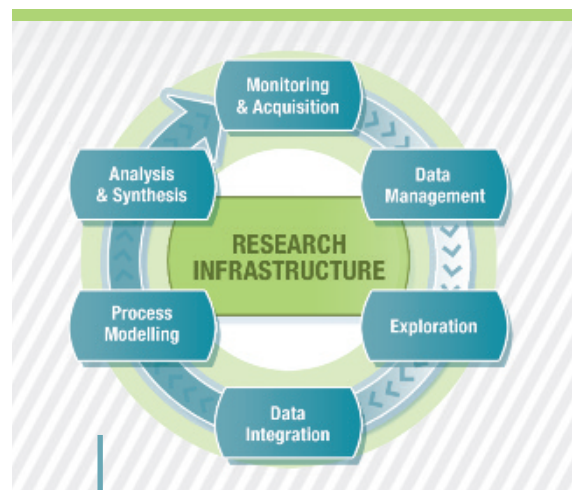 Monitoring
& Acquisition
Data
Management
Exploration
Data
Integration
Process
Modelling
Analysis
& Synthesis
RESEARCH
INFRASTRUCTURE